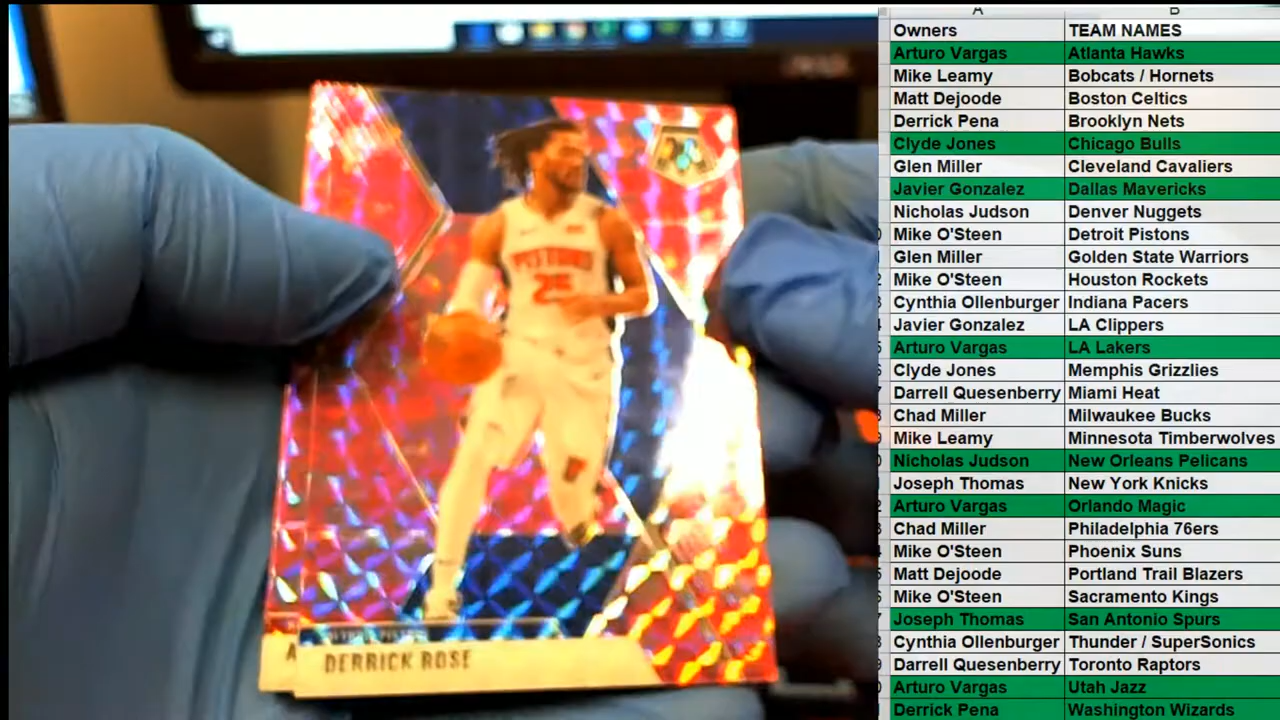 A B
Owners TEAM NAMES
Arturo Vargas Atlanta Hawks
Mike Leamy Bobcats / Hornets
Matt Dejoode Boston Celtics
Derrick Pena Brooklyn Nets
Clyde Jones Chicago Bulls
Glen Miller Cleveland Cavaliers
Javier Gonzalez Dallas Mavericks
Nicholas Judson Denver Nuggets
Mike O'Steen Detroit Pistons
Glen Miller Golden State Warriors
Mike O'Steen Houston Rockets
Cynthia Ollenburger Indiana Pacers
Javier Gonzalez LA Clippers
Arturo Vargas LA Lakers
Clyde Jones Memphis Grizzlies
Darrell Quesenberry Miami Heat
Chad Miller Milwaukee Bucks
Mike Leamy Minnesota Timberwolves
Nicholas Judson New Orleans Pelicans
Joseph Thomas New York Knicks
Arturo Vargas Orlando Magic
Chad Miller Philadelphia 76ers
Mike O'Steen Phoenix Suns
Matt Dejoode Portland Trail Blazers
Mike O'Steen Sacramento Kings
Joseph Thomas San Antonio Spurs
Cynthia Ollenburger Thunder / SuperSonics
Darrell Quesenberry Toronto Raptors
Arturo Vargas Utah Jazz
Derrick Pena Washington Wizards
PISTONS
25
A
DERRICK ROSE